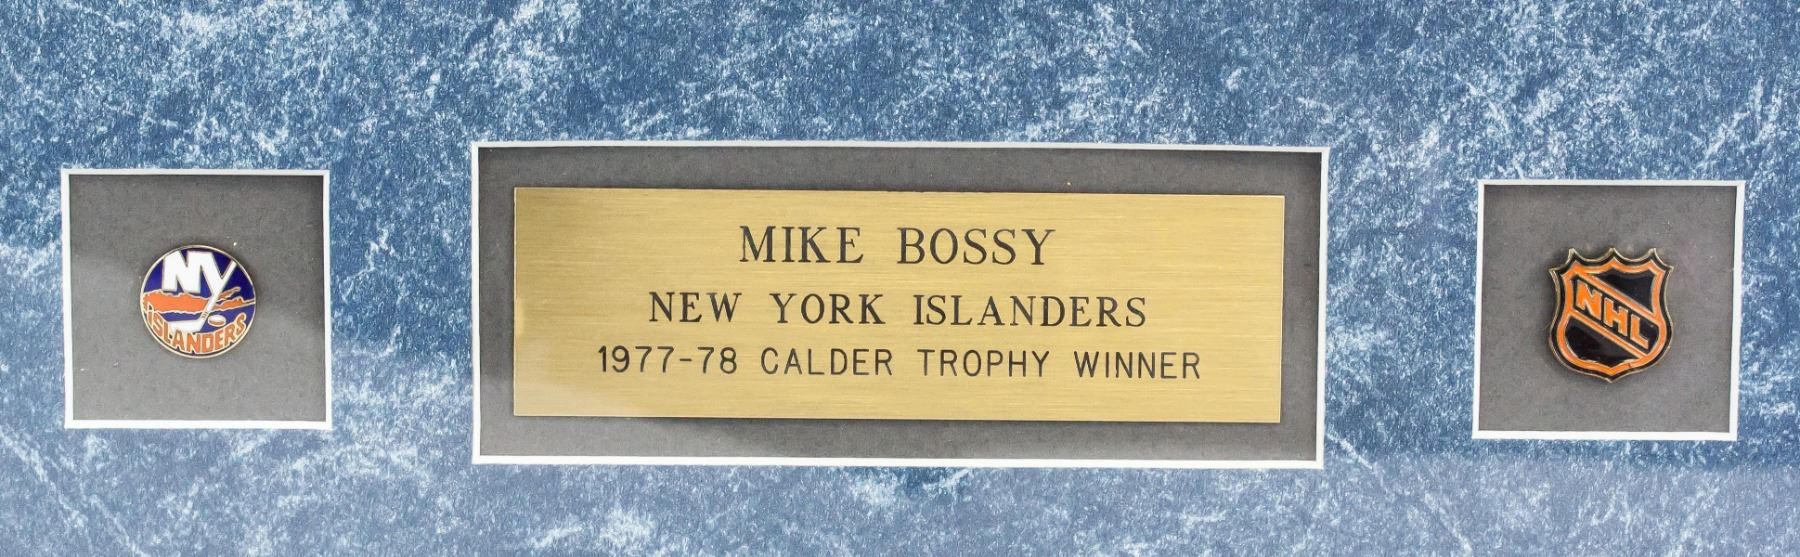 NY
ISLANDERS
MIKE BOSSY
NEW YORK ISLANDERS
1977-78 CALDER TROPHY WINNER
NHL